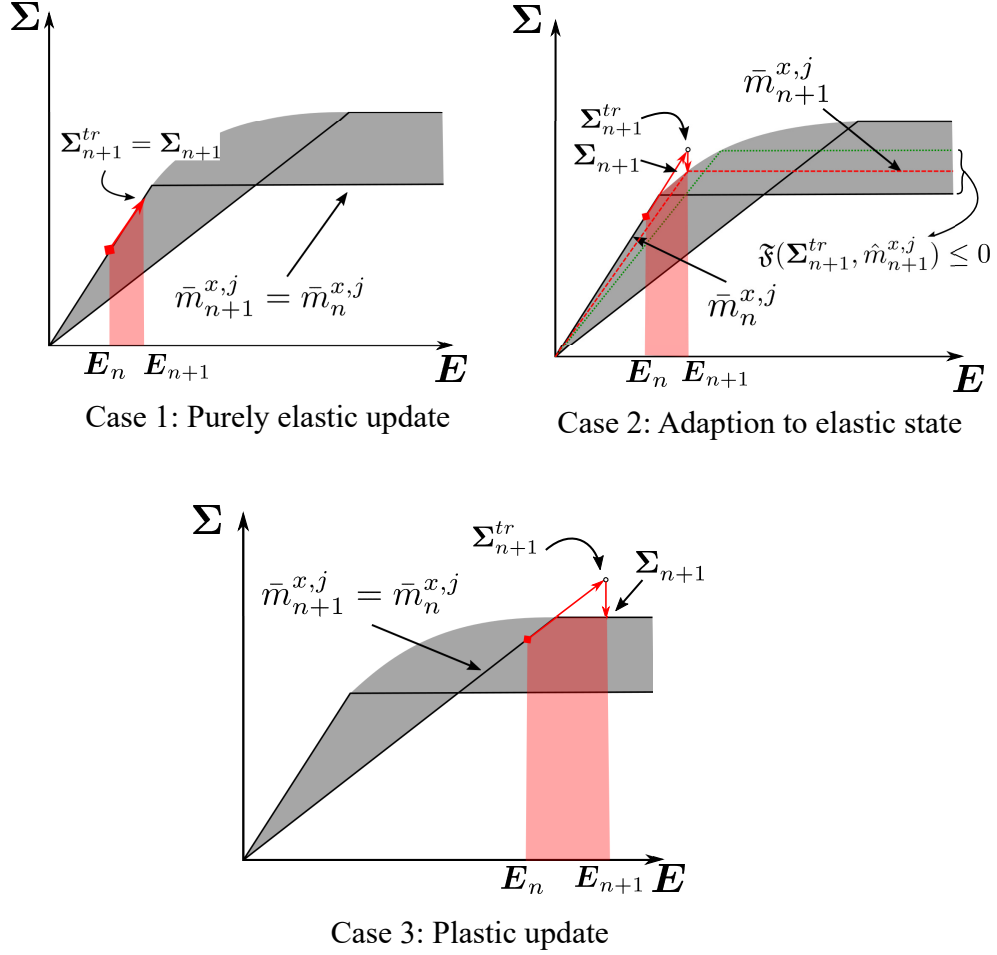 Σ
Σ^{tr}_{n+1} = Σ_{n+1}
m̄^{x,j}_{n+1} = m̄^{x,j}_n
E_n E_{n+1} E
Case 1: Purely elastic update
Σ
m̄^{x,j}_{n+1}
Σ^{tr}_{n+1}
Σ_{n+1}
𝔉(Σ^{tr}_{n+1}, m̂^{x,j}_{n+1}) ≤ 0
m̄^{x,j}_n
E_n E_{n+1} E
Case 2: Adaption to elastic state
Σ
Σ^{tr}_{n+1}
Σ_{n+1}
m̄^{x,j}_{n+1} = m̄^{x,j}_n
E_n E_{n+1} E
Case 3: Plastic update